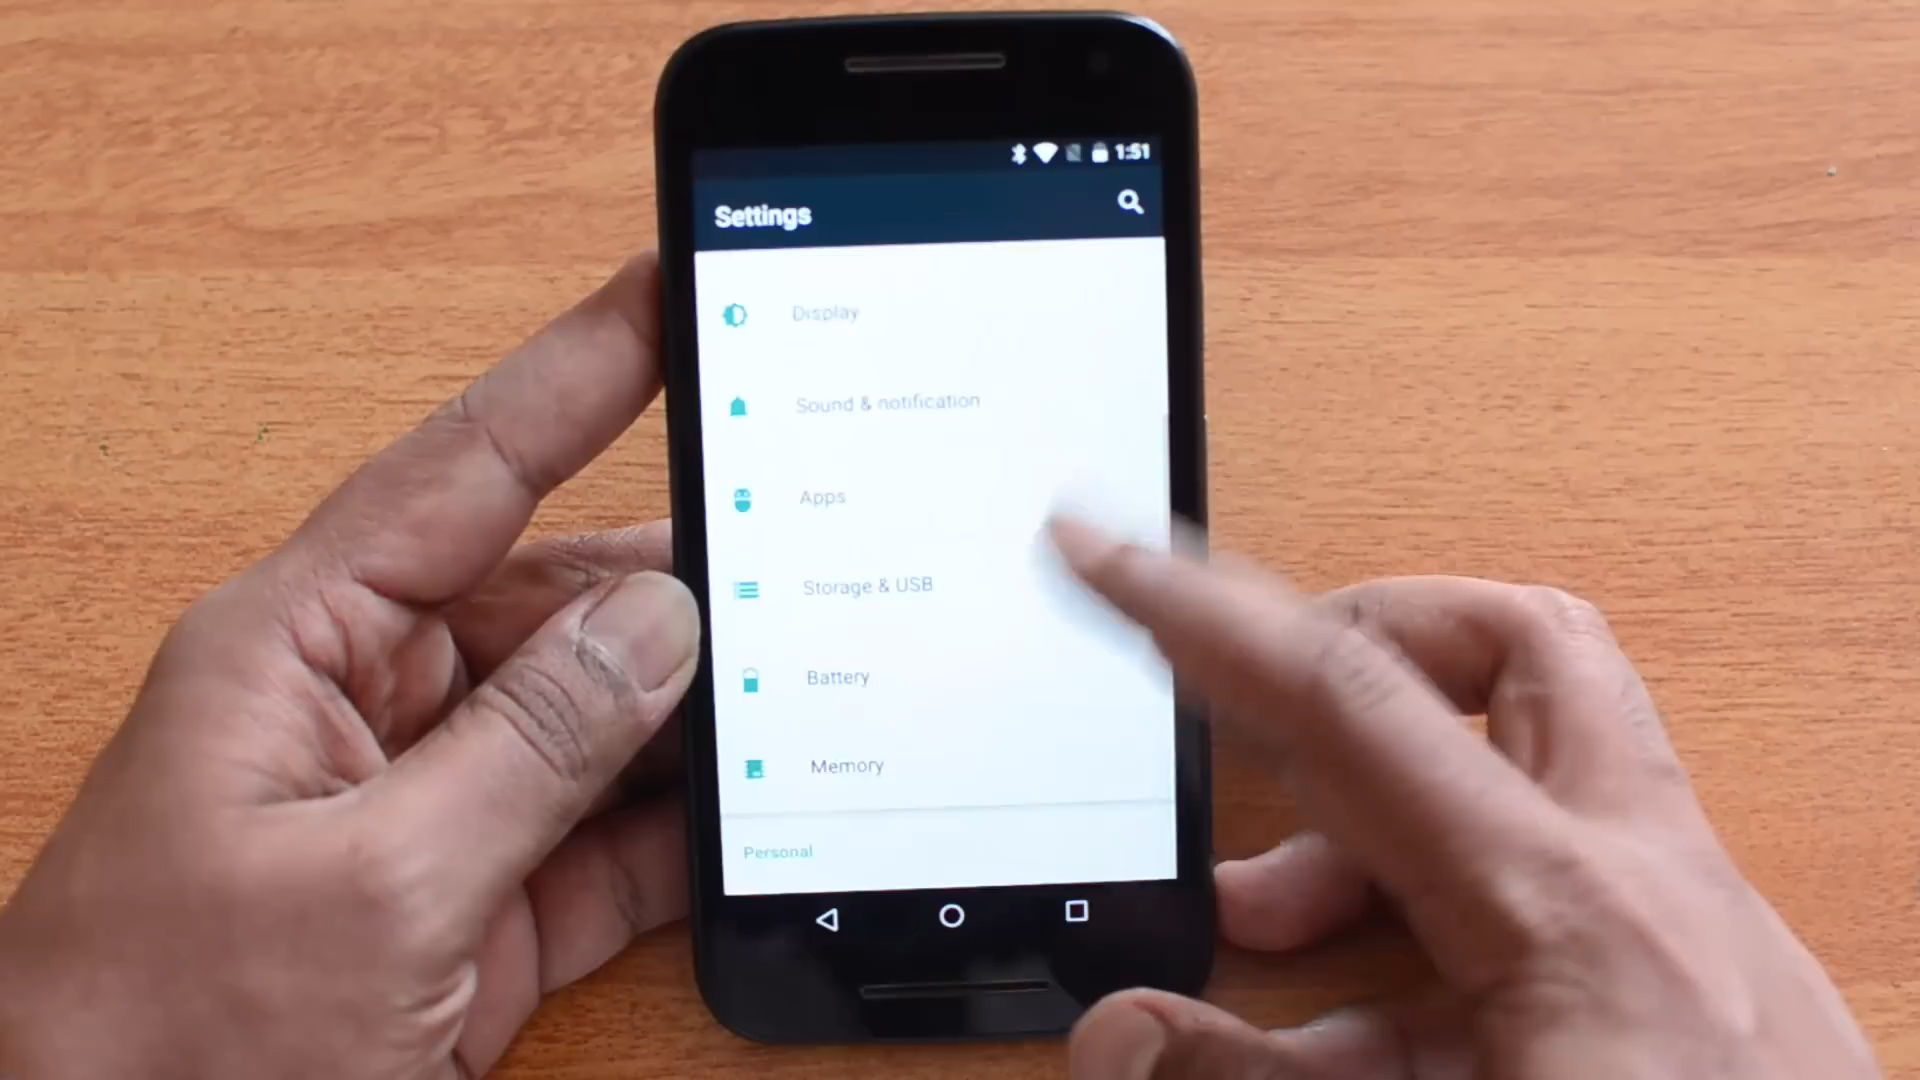 1:51
Settings
Display
Sound & notification
Apps
Storage & USB
Battery
Memory
Personal